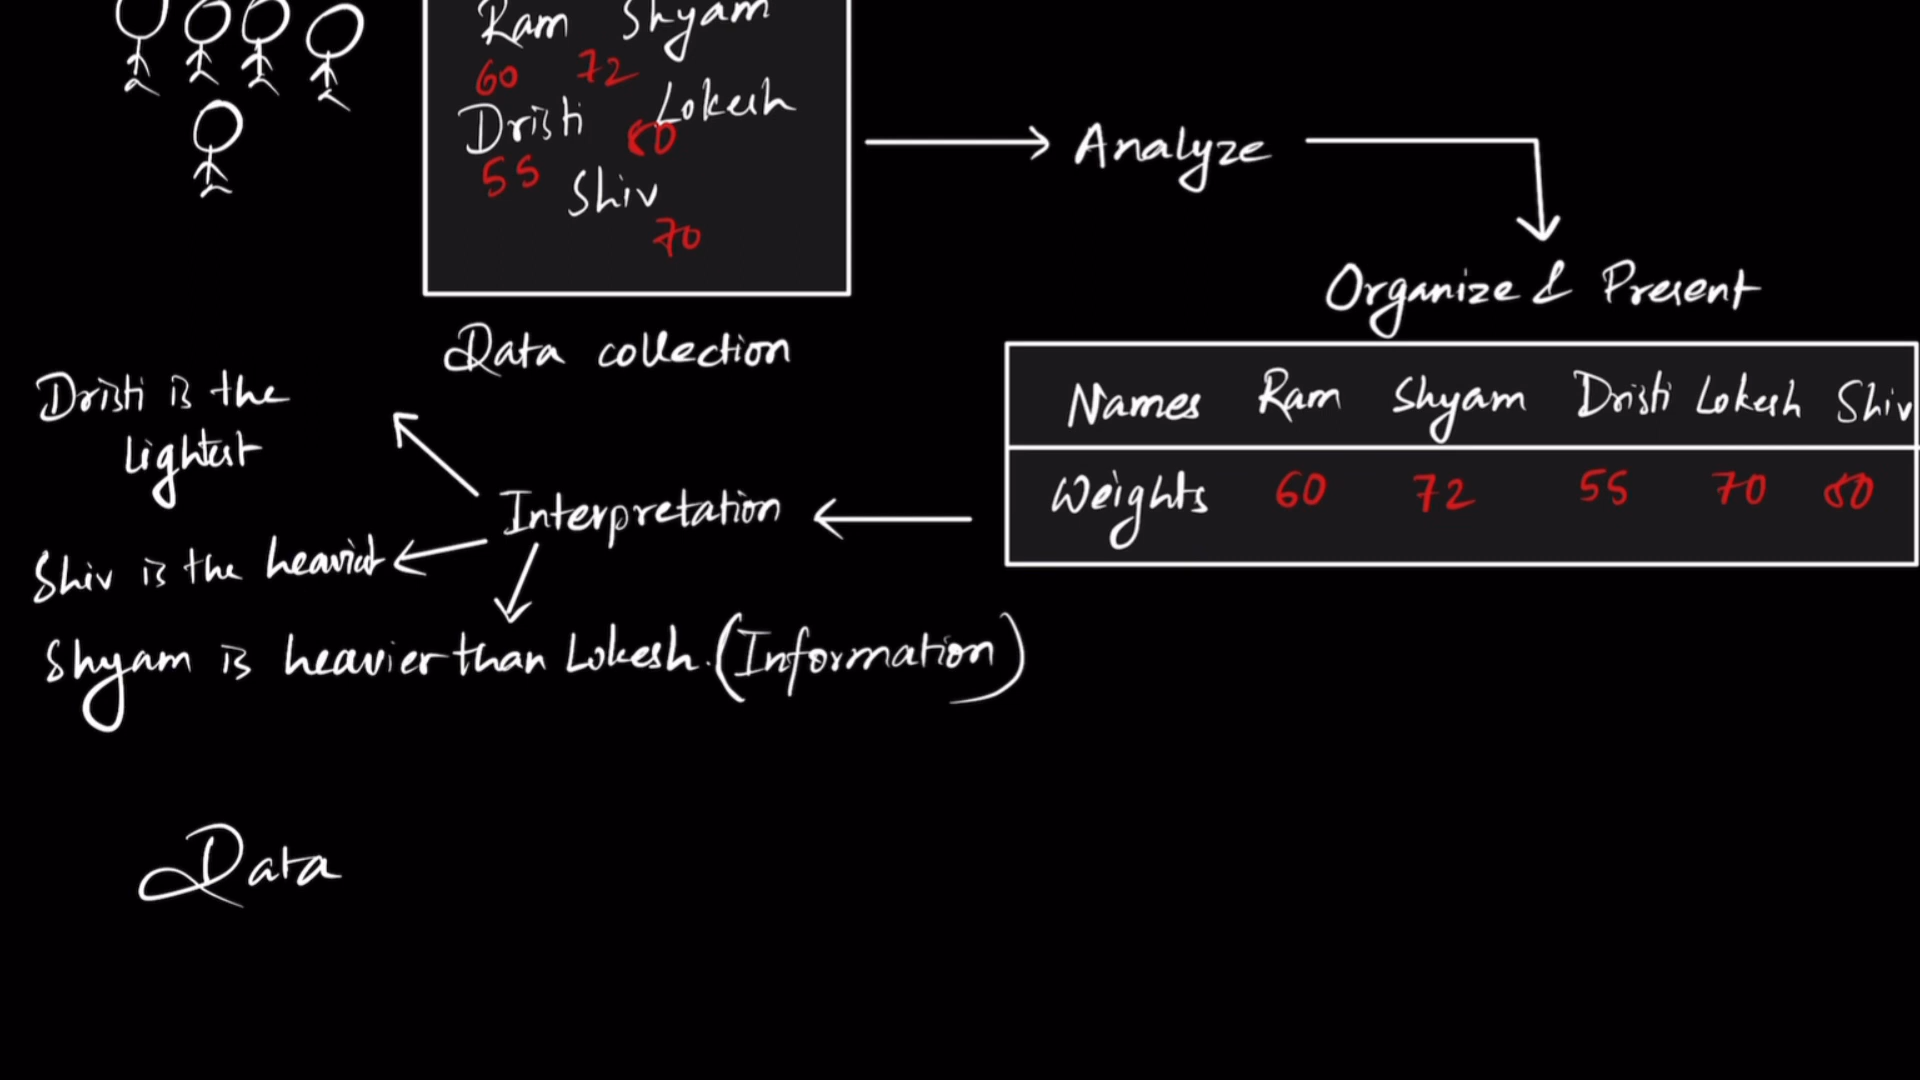 Ram Shyam
60 72
Dristi Lokesh
55 80
Shiv
70
Data collection
Analyze
Organize & Present
Names Ram Shyam Dristi Lokesh Shiv
Weights 60 72 55 70 80
Interpretation
Dristi is the
lightest
Shiv is the heaviest
Shyam is heavier than Lokesh. (Information)
Data